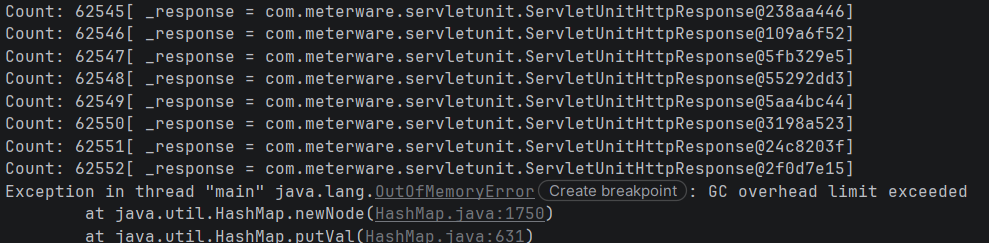 Count: 62545[ _response = com.meterware.servletunit.ServletUnitHttpResponse@238aa446]
Count: 62546[ _response = com.meterware.servletunit.ServletUnitHttpResponse@109a6f52]
Count: 62547[ _response = com.meterware.servletunit.ServletUnitHttpResponse@5fb329e5]
Count: 62548[ _response = com.meterware.servletunit.ServletUnitHttpResponse@55292dd3]
Count: 62549[ _response = com.meterware.servletunit.ServletUnitHttpResponse@5aa4bc44]
Count: 62550[ _response = com.meterware.servletunit.ServletUnitHttpResponse@3198a523]
Count: 62551[ _response = com.meterware.servletunit.ServletUnitHttpResponse@24c8203f]
Count: 62552[ _response = com.meterware.servletunit.ServletUnitHttpResponse@2f0d7e15]
Exception in thread "main" java.lang.OutOfMemoryError Create breakpoint : GC overhead limit exceeded
	at java.util.HashMap.newNode(HashMap.java:1750)
	at java.util.HashMap.putVal(HashMap.java:631)